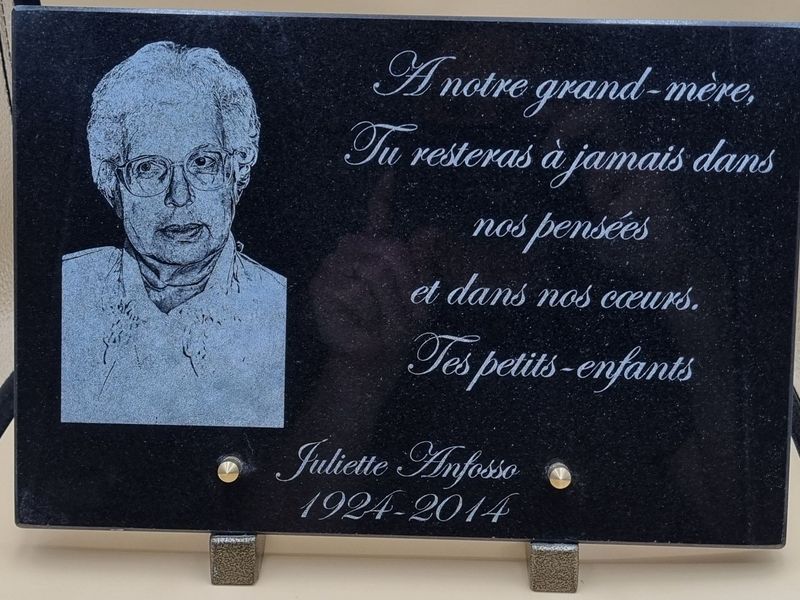 A notre grand-mère,
Tu resteras à jamais dans
nos pensées
et dans nos cœurs.
Tes petits-enfants
Juliette Anfosso
1924-2014